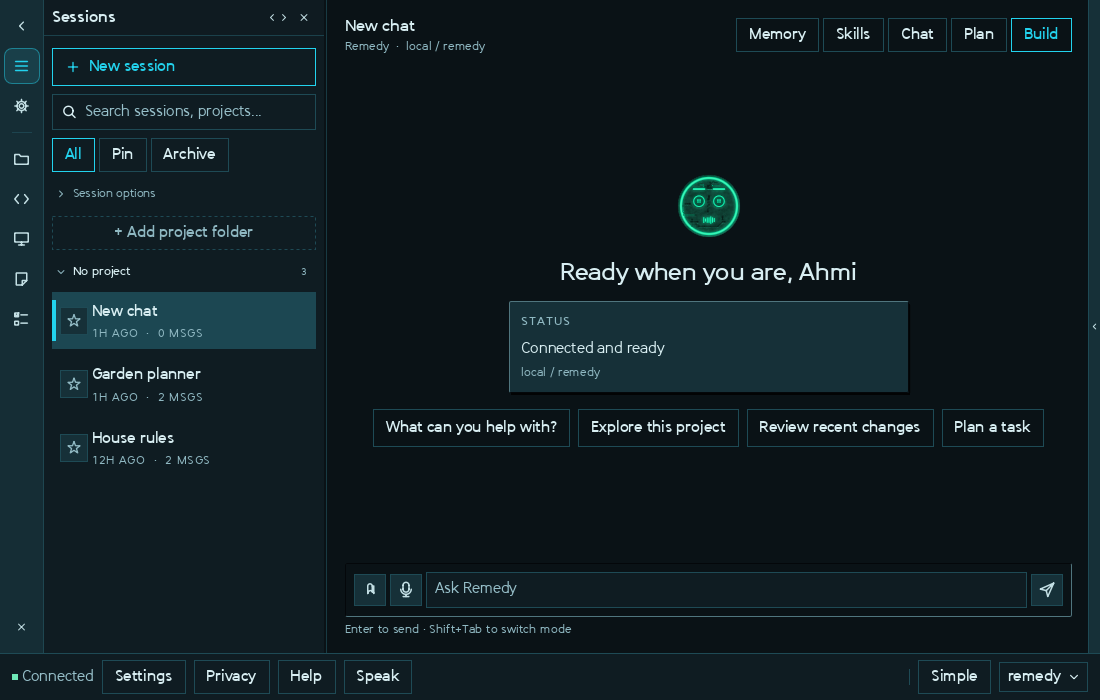 Sessions
New session
Search sessions, projects...
All
Pin
Archive
Session options
+ Add project folder
No project
3
New chat
1H AGO · 0 MSGS
Garden planner
1H AGO · 2 MSGS
House rules
12H AGO · 2 MSGS
New chat
Remedy · local / remedy
Memory
Skills
Chat
Plan
Build
Ready when you are, Ahmi
STATUS
Connected and ready
local / remedy
What can you help with?
Explore this project
Review recent changes
Plan a task
Ask Remedy
Enter to send · Shift+Tab to switch mode
Connected
Settings
Privacy
Help
Speak
Simple
remedy